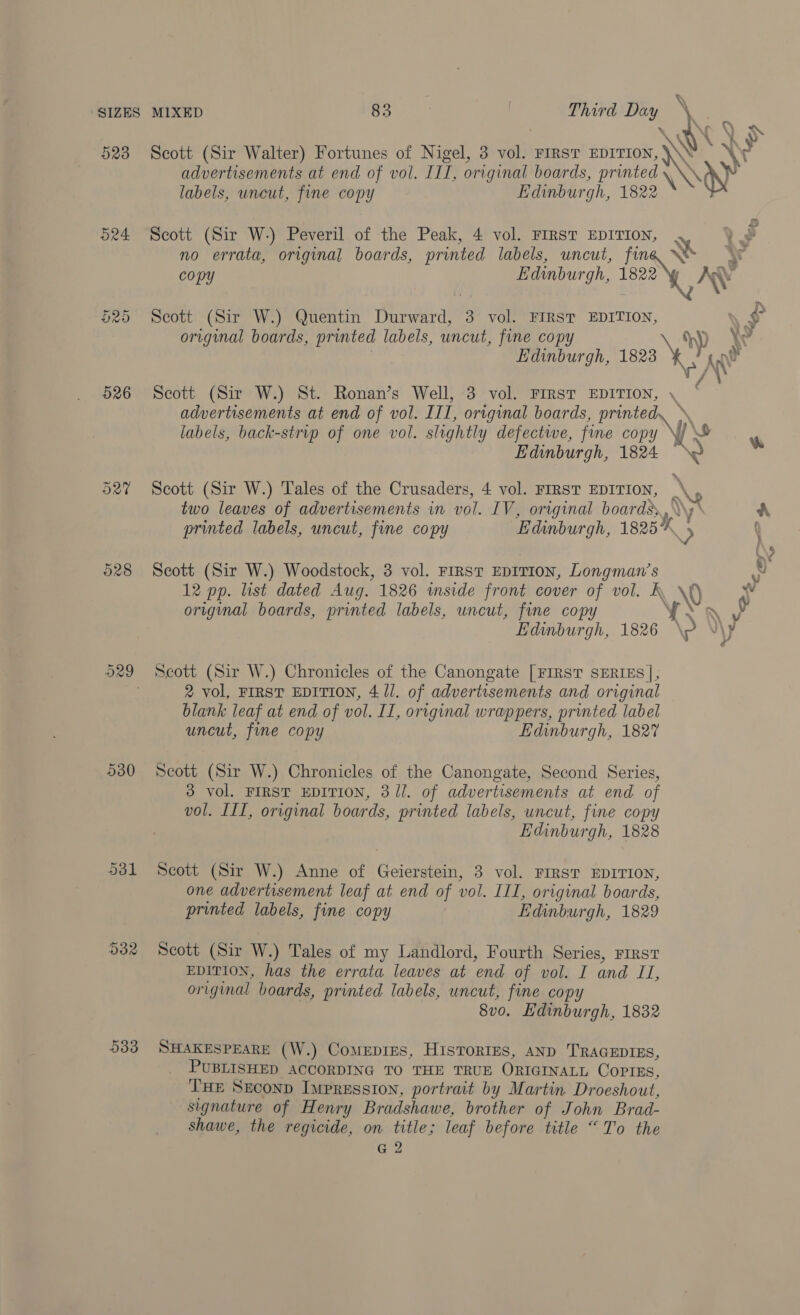 SIZES MIXED 83 Third Day
523 Scott (Sir Walter) Fortunes of Nigel, 3 vol. FIRST EDITION,
advertisements at end of vol. III, original boards, printed
labels, uncut, fine copy Edinburgh, 1822
524 Scott (Sir W.) Peveril of the Peak, 4 vol. FIRST EDITION,
no errata, original boards, printed labels, uncut, fine
copy Edinburgh, 1822
525 Scott (Sir W.) Quentin Durward, 3 vol. FIRST EDITION,
original boards, printed labels, uncut, fine copy
Edinburgh, 1823
526 Scott (Sir W.) St. Ronan's Well, 3 vol. FIRST EDITION,
advertisements at end of vol. III, original boards, printed
labels, back-strip of one vol. slightly defective, fine copy
Edinburgh, 1824
527 Scott (Sir W.) Tales of the Crusaders, 4 vol. FIRST EDITION,
two leaves of advertisements in vol. IV, original boards,
printed labels, uncut, fine copy Edinburgh, 1825
528 Scott (Sir W.) Woodstock, 3 vol. FIRST EDITION, Longman's
12 pp. list dated Aug. 1826 inside front cover of vol. I,
original boards, printed labels, uncut, fine copy
Edinburgh, 1826
529 Scott (Sir W.) Chronicles of the Canongate [FIRST SERIES],
2 vol, FIRST EDITION, 4 ll. of advertisements and original
blank leaf at end of vol. II, original wrappers, printed label
uncut, fine copy Edinburgh, 1827
530 Scott (Sir W.) Chronicles of the Canongate, Second Series,
3 vol. FIRST EDITION, 3 ll. of advertisements at end of
vol. III, original boards, printed labels, uncut, fine copy
Edinburgh, 1828
531 Scott (Sir W.) Anne of Geierstein, 3 vol. FIRST EDITION,
one advertisement leaf at end of vol. III, original boards,
printed labels, fine copy Edinburgh, 1829
532 Scott (Sir W.) Tales of my Landlord, Fourth Series, FIRST
EDITION, has the errata leaves at end of vol. I and II,
original boards, printed labels, uncut, fine copy
8vo. Edinburgh, 1832
533 SHAKESPEARE (W.) COMEDIES, HISTORIES, AND TRAGEDIES,
PUBLISHED ACCORDING TO THE TRUE ORIGINALL COPIES,
THE SECOND IMPRESSION, portrait by Martin Droeshout,
signature of Henry Bradshawe, brother of John Brad-
shawe, the regicide, on title; leaf before title "To the
G 2